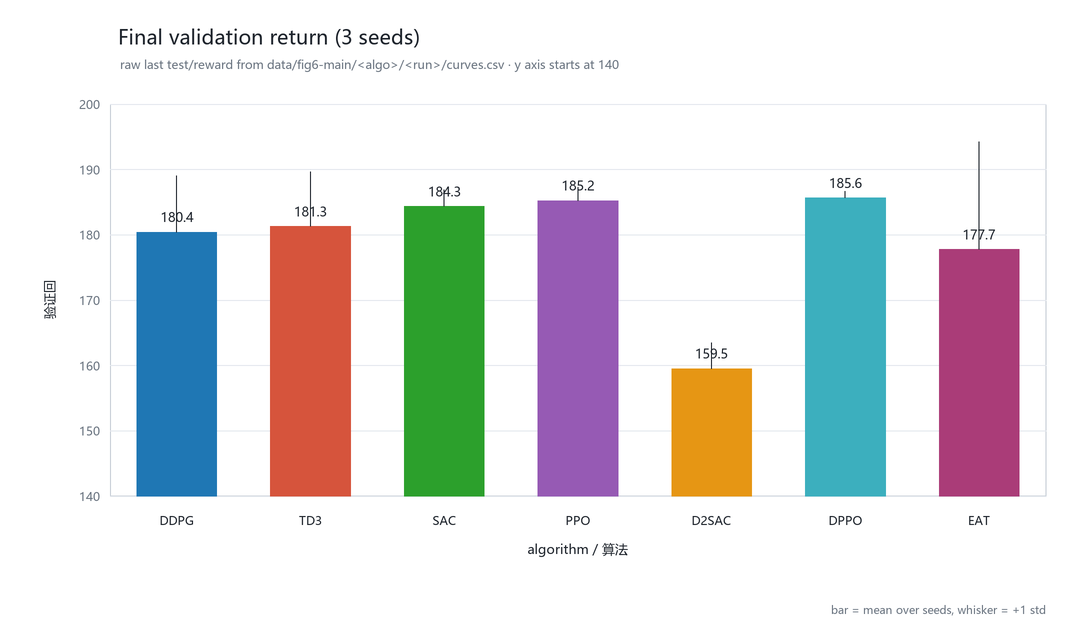 Final validation return (3 seeds)
raw last test/reward from data/fig6-main/<algo>/<run>/curves.csv · y axis starts at 140
200
190
180
170
160
150
140
验证回
180.4
181.3
184.3
185.2
159.5
185.6
177.7
DDPG
TD3
SAC
PPO
D2SAC
DPPO
EAT
algorithm / 算法
bar = mean over seeds, whisker = +1 std